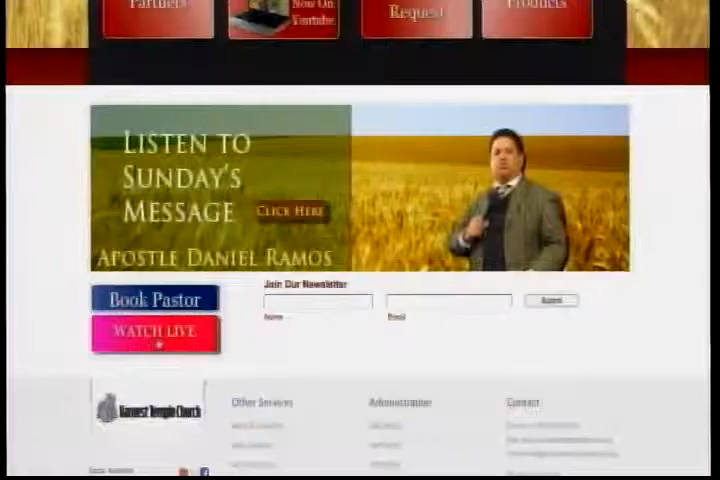 Partners
Now On
Youtube
Request
Products
LISTEN TO
SUNDAY'S
MESSAGE
CLICK HERE
APOSTLE DANIEL RAMOS
Book Pastor
WATCH LIVE
Join Our Newsletter
Name
Email
Submit
Harvest Temple Church
Other Services
Administration
Contact